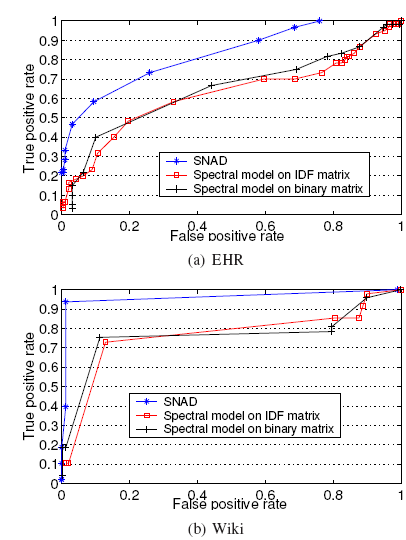 1
0.9
0.8
0.7
0.6
0.5
0.4
0.3
0.2
0.1
0
True positive rate
SNAD
Spectral model on IDF matrix
Spectral model on binary matrix
0 0.2 0.4 0.6 0.8 1
False positive rate
(a) EHR
1
0.9
0.8
0.7
0.6
0.5
0.4
0.3
0.2
0.1
0
True positive rate
SNAD
Spectral model on IDF matrix
Spectral model on binary matrix
0 0.2 0.4 0.6 0.8 1
False positive rate
(b) Wiki